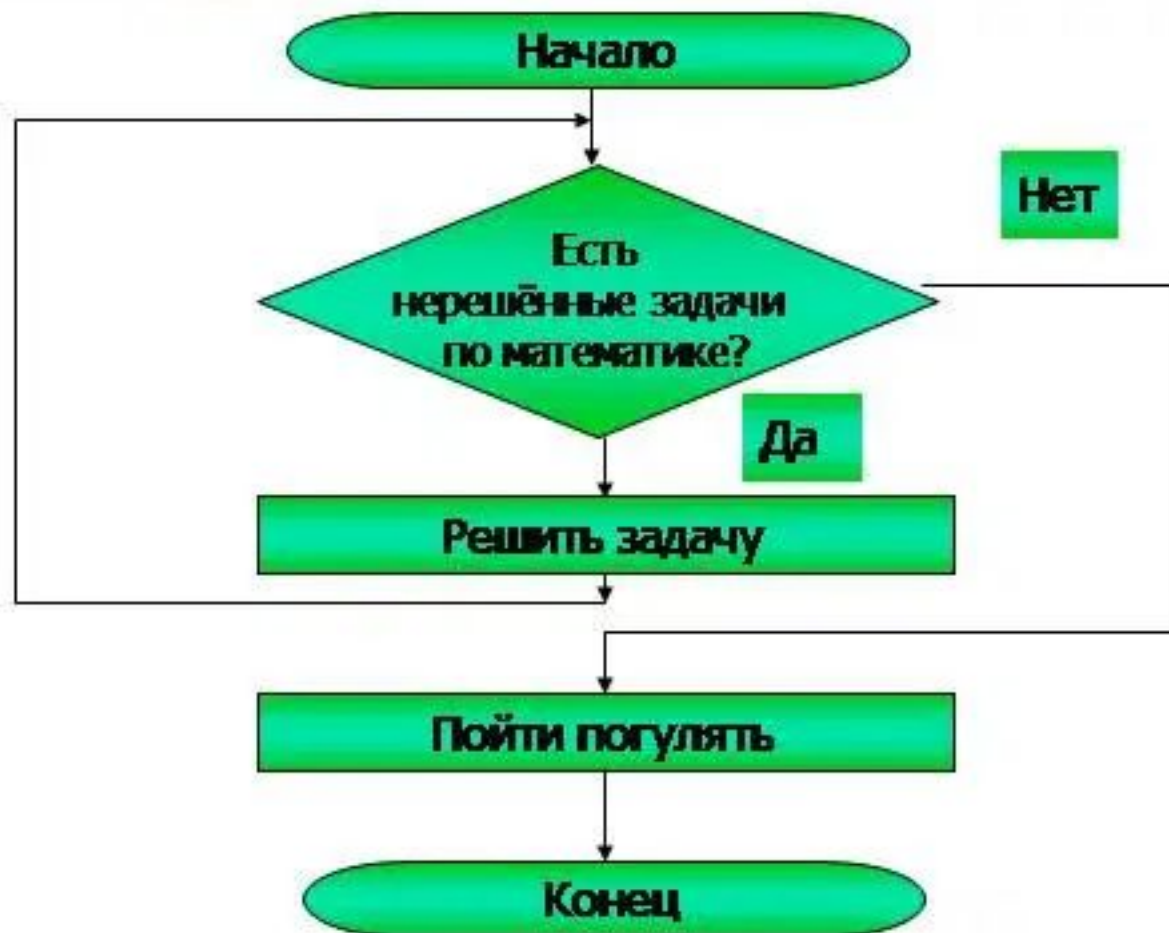 Начало
Нет
Есть
нерешённые задачи
по математике?
Да
Решить задачу
Пойти погулять
Конец